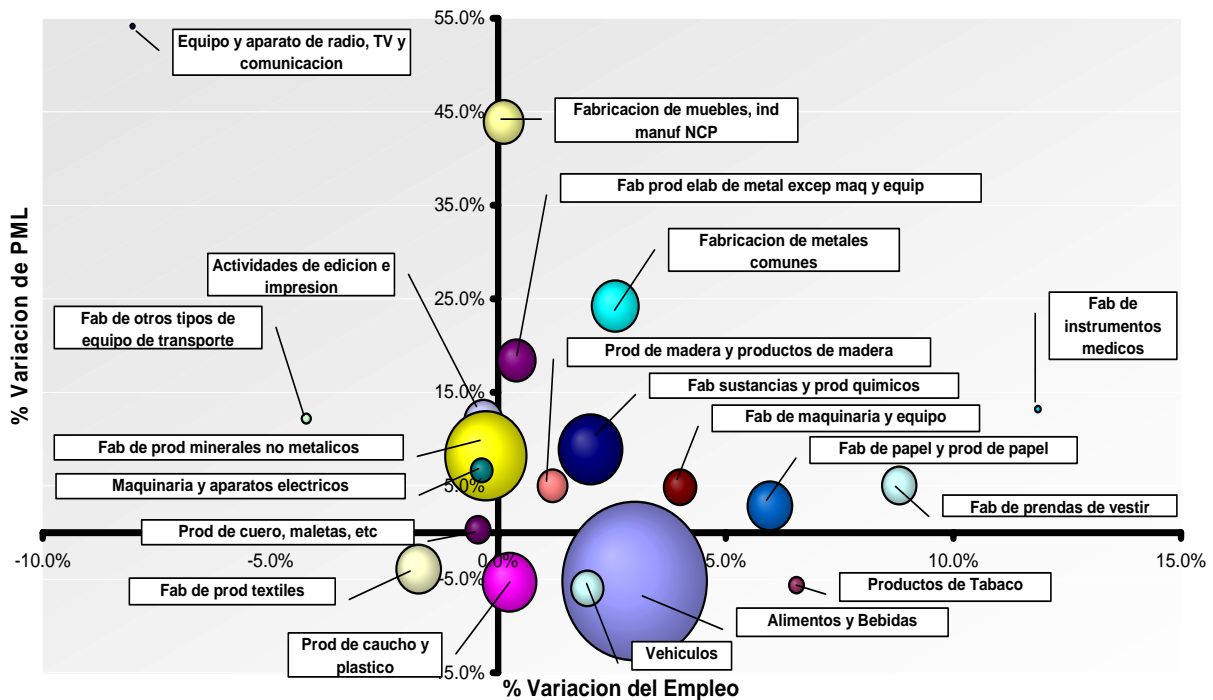 55.0%
Equipo y aparato de radio, TV y
comunicacion
45.0%
Fabricacion de muebles, ind
manuf NCP
Fab prod elab de metal excep maq y equip
35.0%
% Variacion de PML
Fabricacion de metales
comunes
Actividades de edicion e
impresion
25.0%
Fab de
instrumentos
medicos
Fab de otros tipos de
equipo de transporte
Prod de madera y productos de madera
Fab sustancias y prod quimicos
15.0%
Fab de maquinaria y equipo
Fab de prod minerales no metalicos
Fab de papel y prod de papel
Maquinaria y aparatos electricos
5.0%
Fab de prendas de vestir
Prod de cuero, maletas, etc
-10.0%
-5.0%
0.0%
5.0%
10.0%
15.0%
-5.0%
Fab de prod textiles
Productos de Tabaco
Alimentos y Bebidas
Prod de caucho y
plastico
Vehiculos
5.0%
% Variacion del Empleo